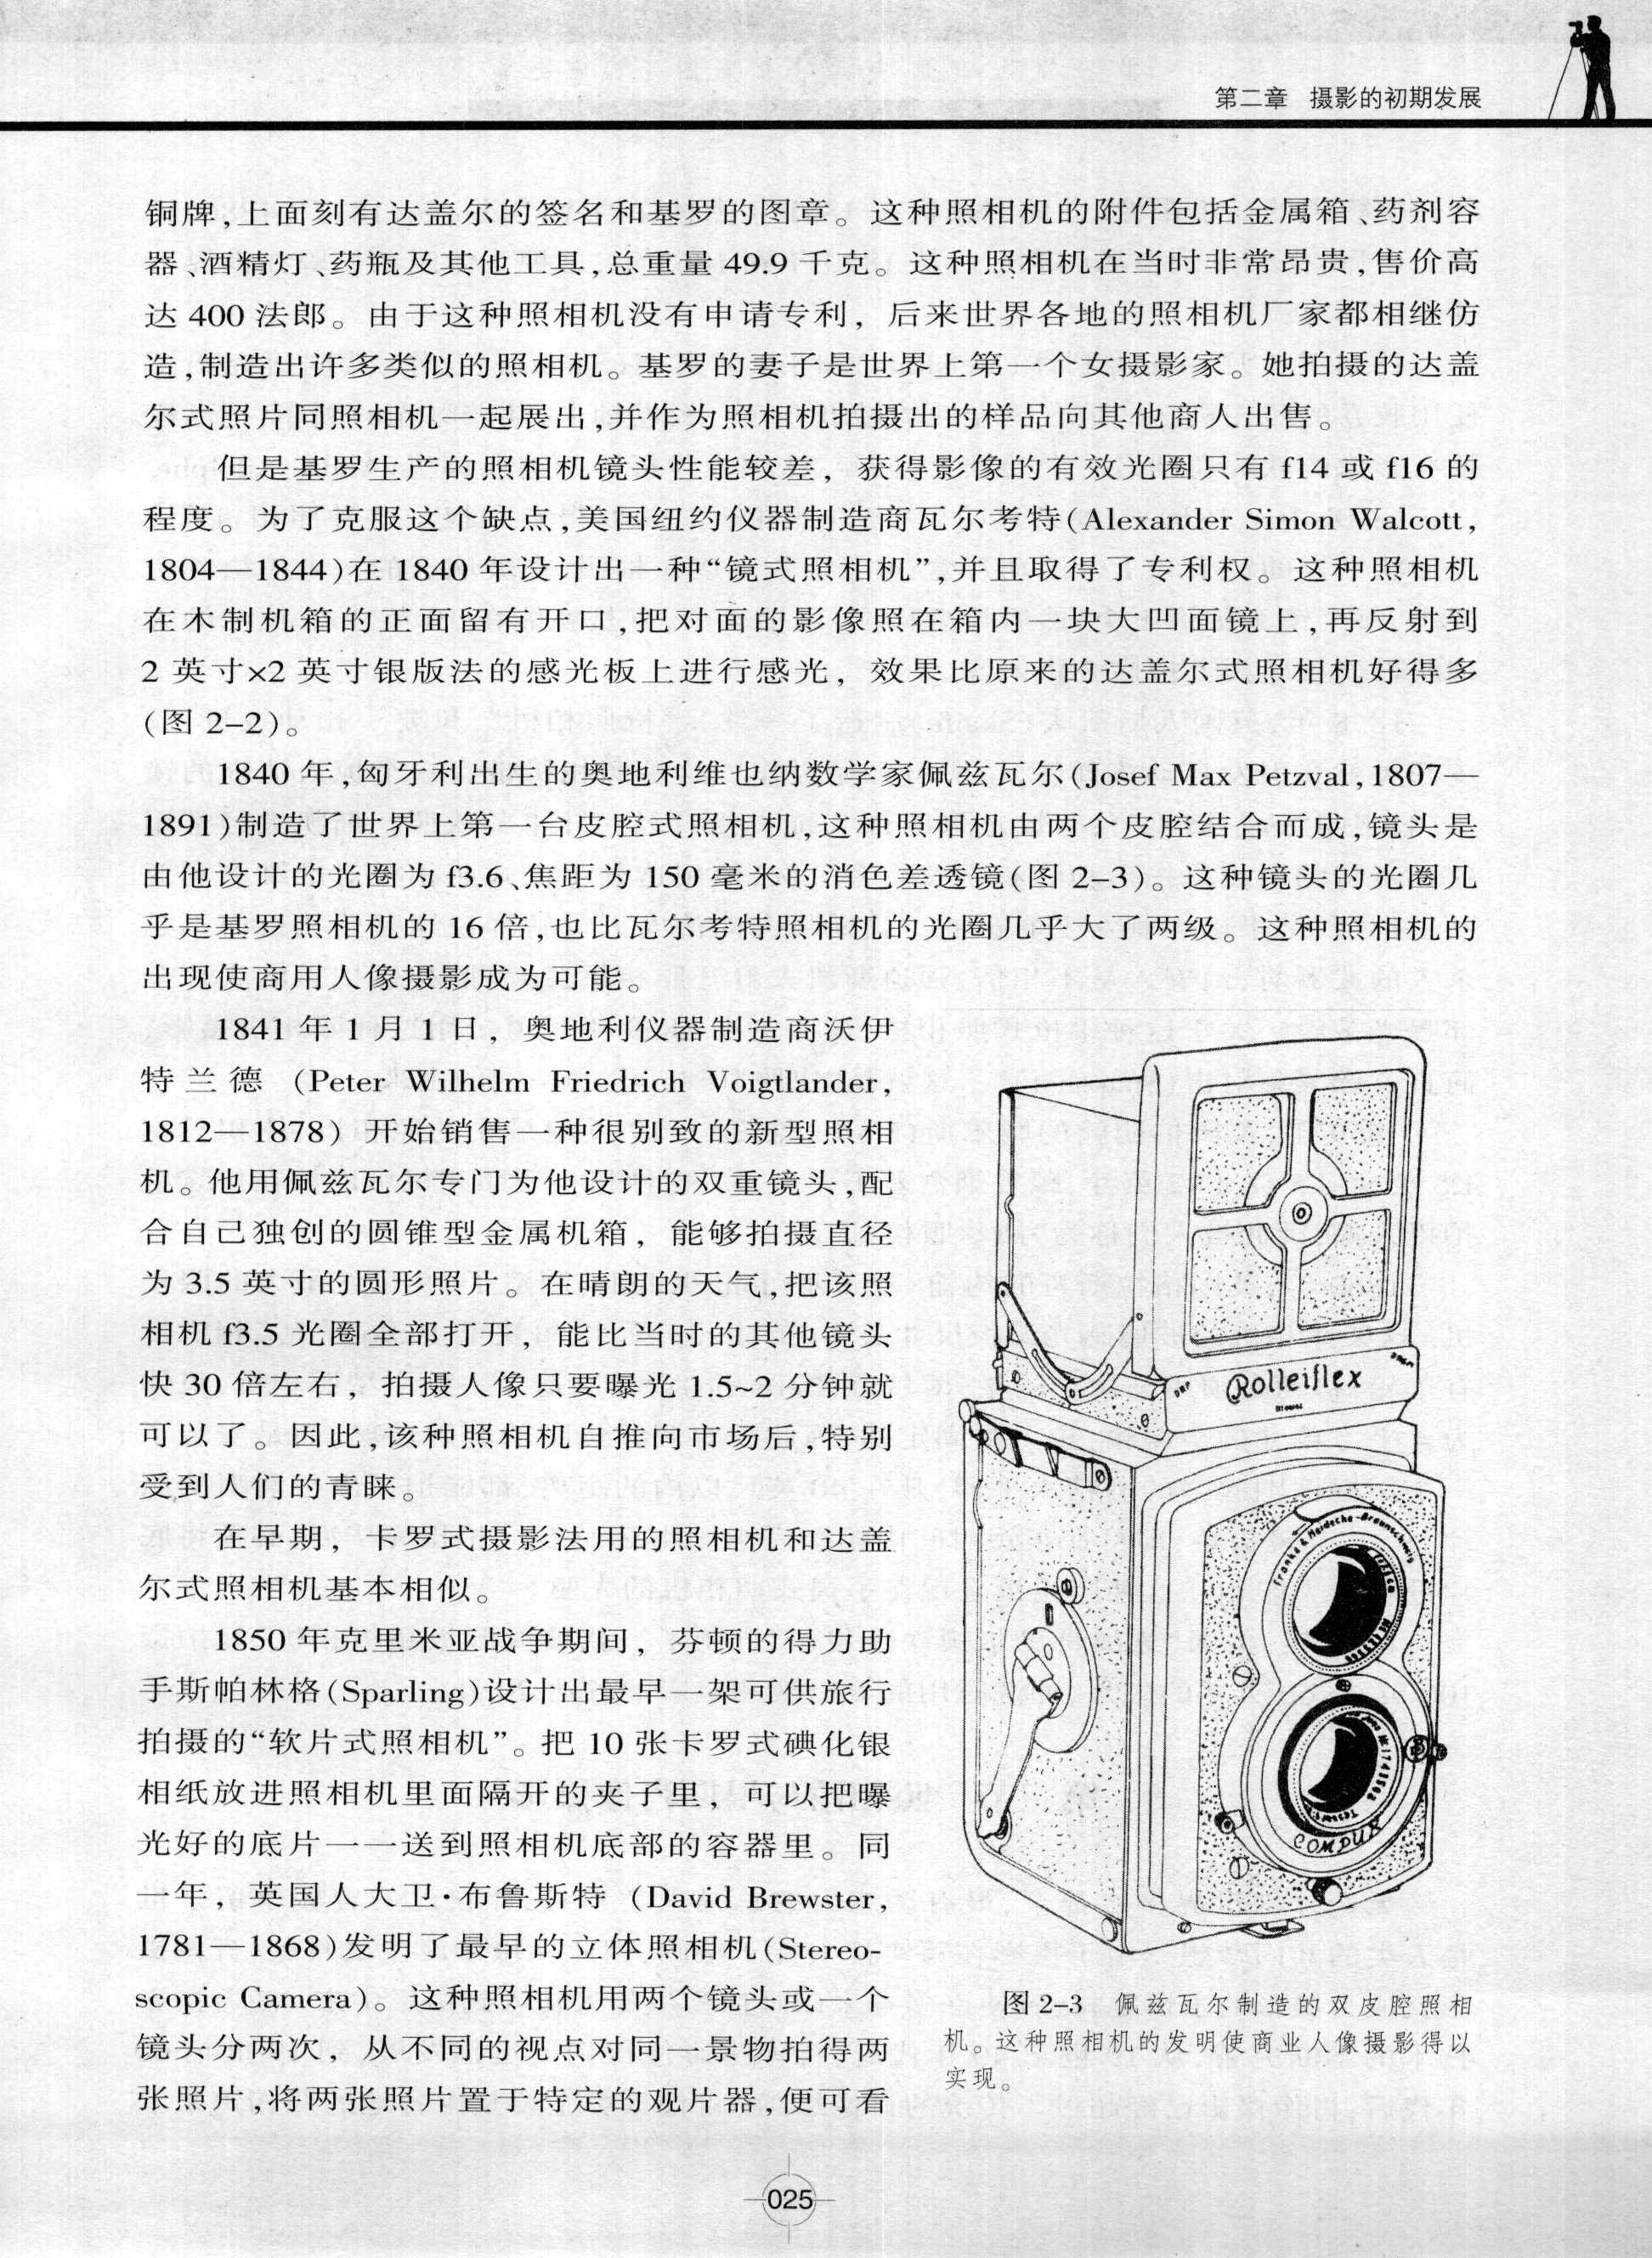 第二章 摄影的初期发展
铜牌,上面刻有达盖尔的签名和基罗的图章。这种照相机的附件包括金属箱、药剂容
器、酒精灯、药瓶及其他工具,总重量 49.9 千克。这种照相机在当时非常昂贵,售价高
达 400 法郎。由于这种照相机没有申请专利，后来世界各地的照相机厂家都相继仿
造,制造出许多类似的照相机。基罗的妻子是世界上第一个女摄影家。她拍摄的达盖
尔式照片同照相机一起展出,并作为照相机拍摄出的样品向其他商人出售。
但是基罗生产的照相机镜头性能较差，获得影像的有效光圈只有 f14 或 f16 的
程度。为了克服这个缺点,美国纽约仪器制造商瓦尔考特(Alexander Simon Walcott,
1804—1844)在 1840 年设计出一种“镜式照相机”,并且取得了专利权。这种照相机
在木制机箱的正面留有开口,把对面的影像照在箱内一块大凹面镜上,再反射到
2 英寸×2 英寸银版法的感光板上进行感光，效果比原来的达盖尔式照相机好得多
(图 2-2)。
1840 年,匈牙利出生的奥地利维也纳数学家佩兹瓦尔(Josef Max Petzval,1807—
1891)制造了世界上第一台皮腔式照相机,这种照相机由两个皮腔结合而成,镜头是
由他设计的光圈为 f3.6、焦距为 150 毫米的消色差透镜(图 2-3)。这种镜头的光圈几
乎是基罗照相机的 16 倍,也比瓦尔考特照相机的光圈几乎大了两级。这种照相机的
出现使商用人像摄影成为可能。
1841 年 1 月 1 日，奥地利仪器制造商沃伊
特兰德 (Peter Wilhelm Friedrich Voigtlander,
1812—1878) 开始销售一种很别致的新型照相
机。他用佩兹瓦尔专门为他设计的双重镜头,配
合自己独创的圆锥型金属机箱，能够拍摄直径
为 3.5 英寸的圆形照片。在晴朗的天气,把该照
相机 f3.5 光圈全部打开，能比当时的其他镜头
快 30 倍左右，拍摄人像只要曝光 1.5~2 分钟就
可以了。因此,该种照相机自推向市场后,特别
受到人们的青睐。
在早期，卡罗式摄影法用的照相机和达盖
尔式照相机基本相似。
1850 年克里米亚战争期间，芬顿的得力助
手斯帕林格(Sparling)设计出最早一架可供旅行
拍摄的“软片式照相机”。把 10 张卡罗式碘化银
相纸放进照相机里面隔开的夹子里，可以把曝
光好的底片一一送到照相机底部的容器里。同
一年，英国人大卫·布鲁斯特 (David Brewster,
1781—1868)发明了最早的立体照相机(Stereo-
scopic Camera)。这种照相机用两个镜头或一个
镜头分两次，从不同的视点对同一景物拍得两
张照片,将两张照片置于特定的观片器,便可看
Rolleiflex
Franke & Heidecke - Braunschweig
COMPUR
图 2-3 佩兹瓦尔制造的双皮腔照相
机。这种照相机的发明使商业人像摄影得以
实现。
025